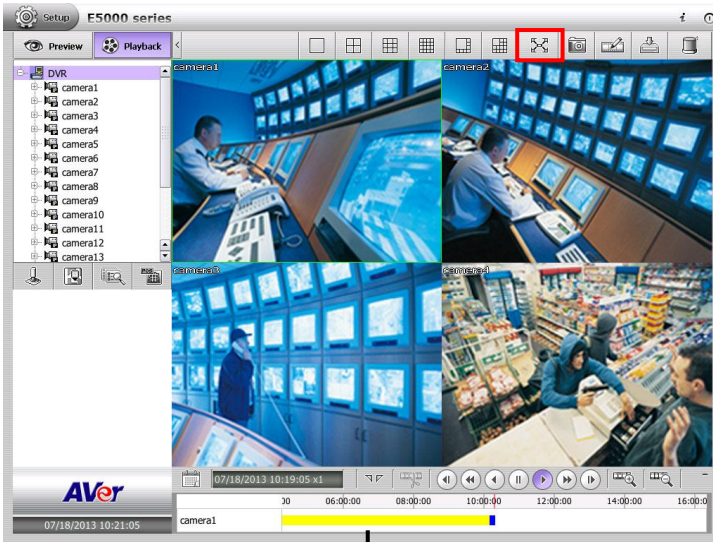 Setup E5000 series i
Preview Playback <
DVR
camera1
camera2
camera3
camera4
camera5
camera6
camera7
camera8
camera9
camera10
camera11
camera12
camera13
POS
camera1
camera2
camera3
camera4
AVer
07/18/2013 10:21:05
07/18/2013 10:19:05 x1
00 06:00:00 08:00:00 10:00:00 12:00:00 14:00:00 16:00:0
camera1